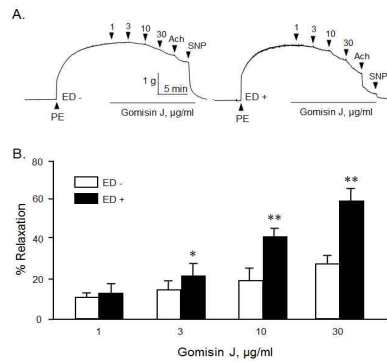 A.
1 3 10 30 Ach SNP
1 g
5 min
ED -
PE
Gomisin J, µg/ml
1 3 10 30 Ach SNP
ED +
PE
Gomisin J, µg/ml
B.
80
60
40
20
0
% Relaxation
ED -
ED +
*
**
**
1 3 10 30
Gomisin J, µg/ml